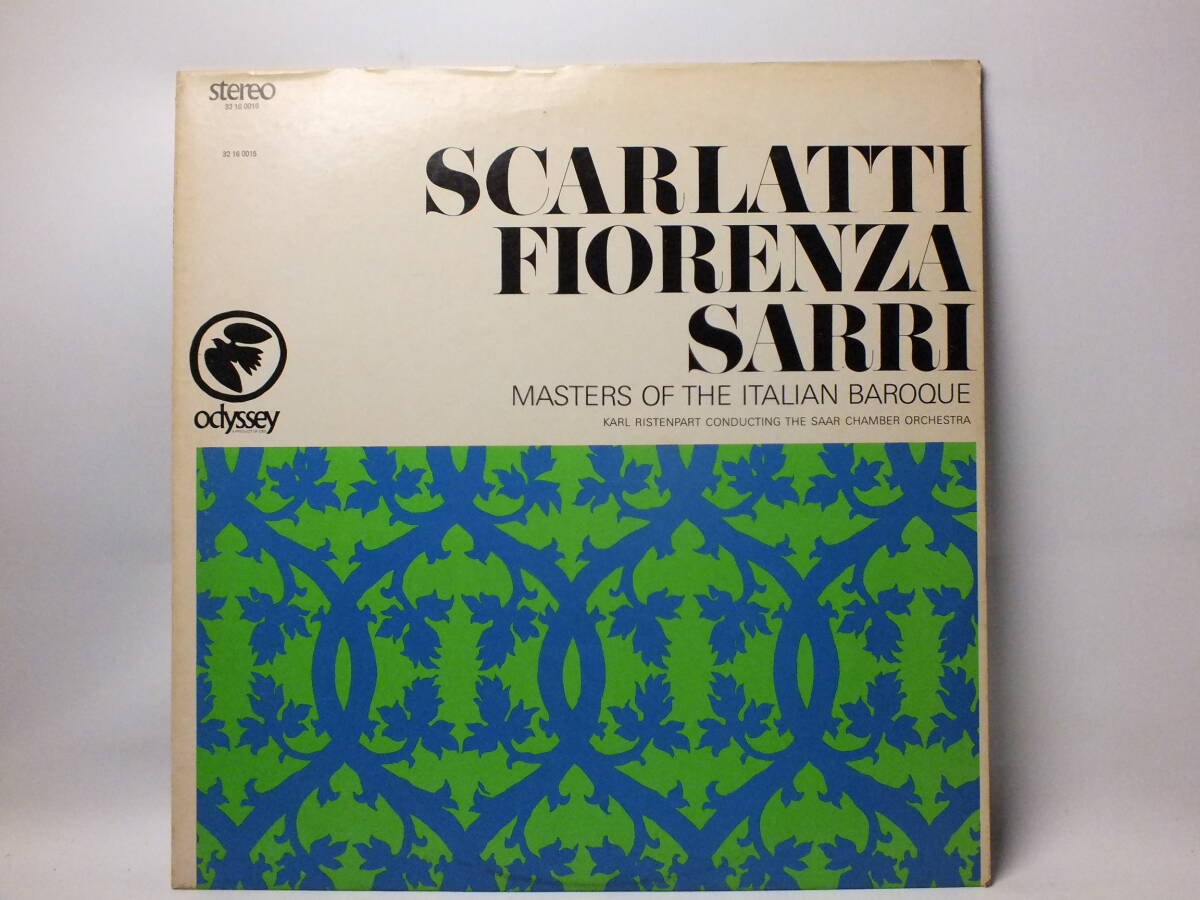 stereo
32 16 0016
32 16 0015
SCARLATTI
FIORENZA
SARRI
MASTERS OF THE ITALIAN BAROQUE
KARL RISTENPART CONDUCTING THE SAAR CHAMBER ORCHESTRA
odyssey